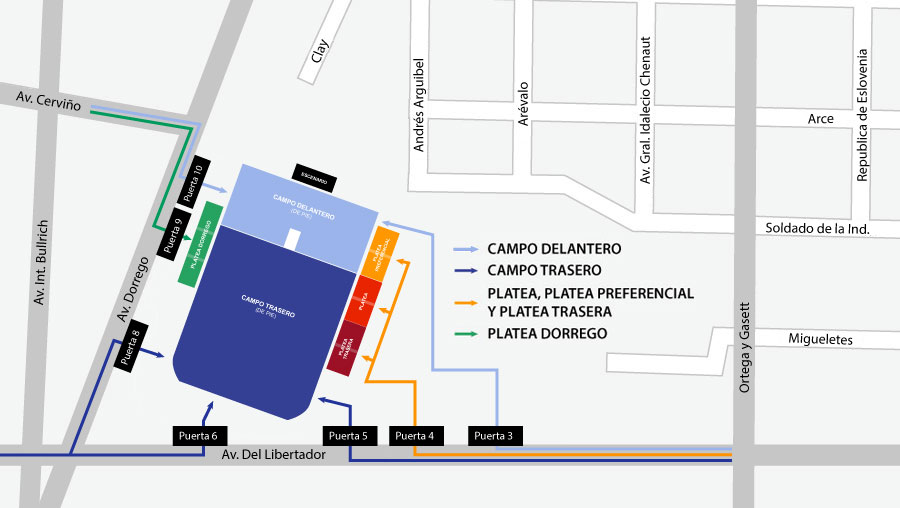 Clay
Av. Cerviño
Andrés Arguibel
Arévalo
Av. Gral. Idalecio Chenaut
Republica de Eslovenia
Arce
Puerta 10
ESCENARIO
CAMPO DELANTERO
(DE PIE)
Av. Int. Bullrich
Av. Dorrego
Puerta 9
PLATEA DORREGO
PLATEA
PREFERENCIAL
Soldado de la Ind.
CAMPO DELANTERO
CAMPO TRASERO
PLATEA, PLATEA PREFERENCIAL
Y PLATEA TRASERA
PLATEA DORREGO
CAMPO TRASERO
(DE PIE)
PLATEA
PLATEA
TRASERA
Puerta 8
Ortega y Gasett
Migueletes
Puerta 6
Puerta 5
Puerta 4
Puerta 3
Av. Del Libertador